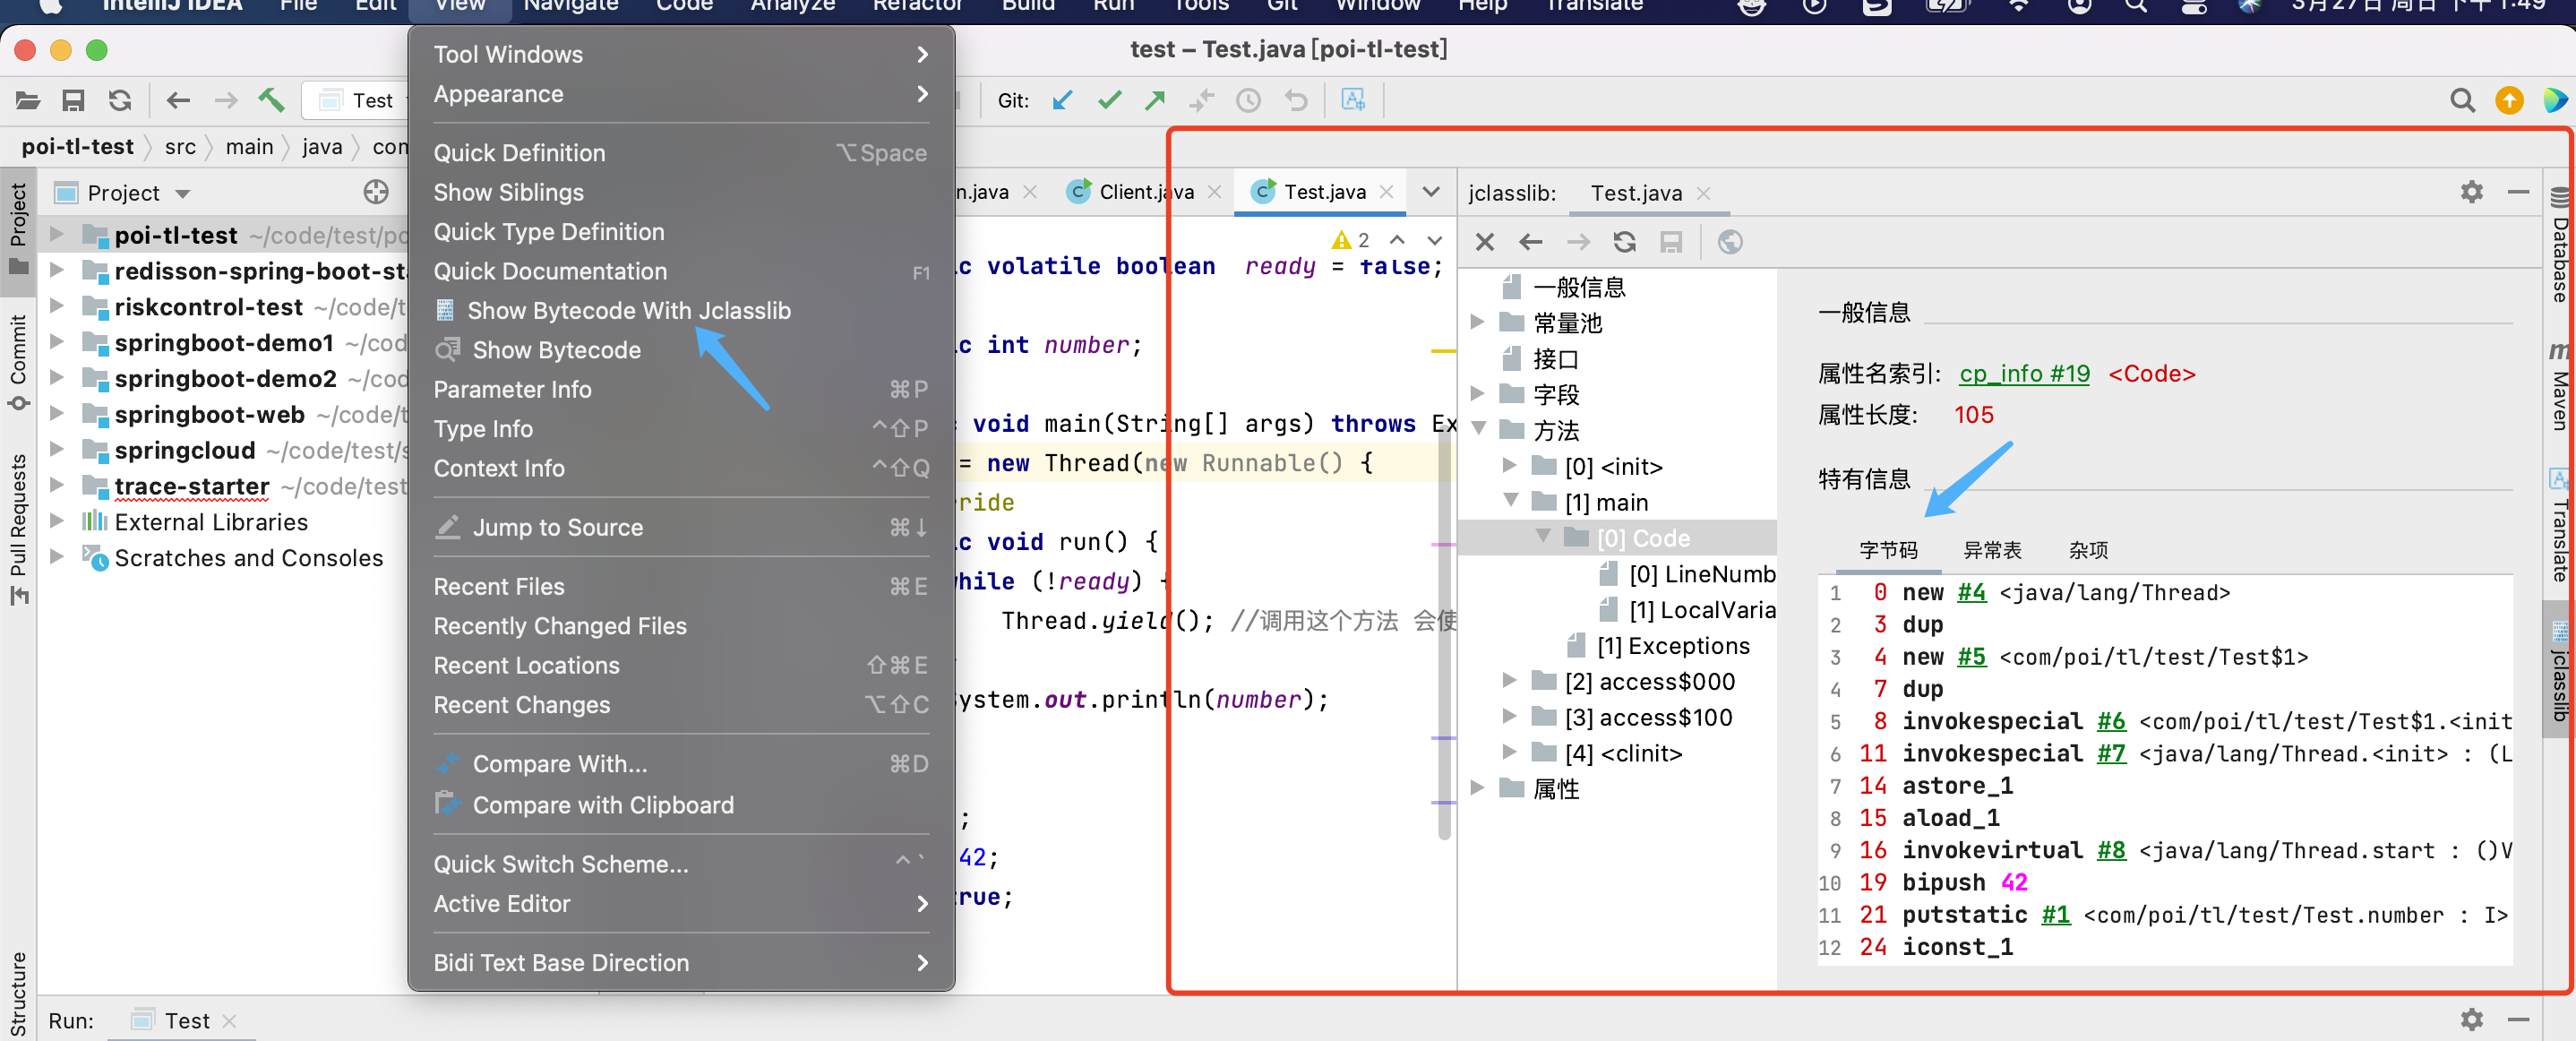 IntelliJ IDEA File Edit View Navigate Code Analyze Refactor Build Run Tools Git Window Help Translate 3月27日 周日 下午 1:49
test – Test.java [poi-tl-test]
Test
Git:
poi-tl-test src main java com
Project
n.java
Client.java
Test.java
jclasslib:
Test.java
Project
Commit
Pull Requests
Structure
poi-tl-test ~/code/test/po
redisson-spring-boot-sta
riskcontrol-test ~/code/t
springboot-demo1 ~/cod
springboot-demo2 ~/cod
springboot-web ~/code/t
springcloud ~/code/test/s
trace-starter ~/code/test
External Libraries
Scratches and Consoles
Tool Windows
Appearance
Quick Definition ⌥Space
Show Siblings
Quick Type Definition
Quick Documentation F1
Show Bytecode With Jclasslib
Show Bytecode
Parameter Info ⌘P
Type Info ^⇧P
Context Info ^⇧Q
Jump to Source ⌘↓
Recent Files ⌘E
Recently Changed Files
Recent Locations ⇧⌘E
Recent Changes ⌥⇧C
Compare With... ⌘D
Compare with Clipboard
Quick Switch Scheme... ^`
Active Editor
Bidi Text Base Direction
2
c volatile boolean ready = false;
c int number;
void main(String[] args) throws Ex
= new Thread(new Runnable() {
ride
c void run() {
while (!ready) {
Thread.yield(); //调用这个方法 会使
System.out.println(number);
;
42;
true;
一般信息
常量池
接口
字段
方法
[0] <init>
[1] main
[0] Code
[0] LineNumb
[1] LocalVaria
[1] Exceptions
[2] access$000
[3] access$100
[4] <clinit>
属性
一般信息
属性名索引: cp_info #19 <Code>
属性长度: 105
特有信息
字节码 异常表 杂项
1 0 new #4 <java/lang/Thread>
2 3 dup
3 4 new #5 <com/poi/tl/test/Test$1>
4 7 dup
5 8 invokespecial #6 <com/poi/tl/test/Test$1.<init
6 11 invokespecial #7 <java/lang/Thread.<init> : (L
7 14 astore_1
8 15 aload_1
9 16 invokevirtual #8 <java/lang/Thread.start : ()V
10 19 bipush 42
11 21 putstatic #1 <com/poi/tl/test/Test.number : I>
12 24 iconst_1
Database
Maven
Translate
jclasslib
Run: Test